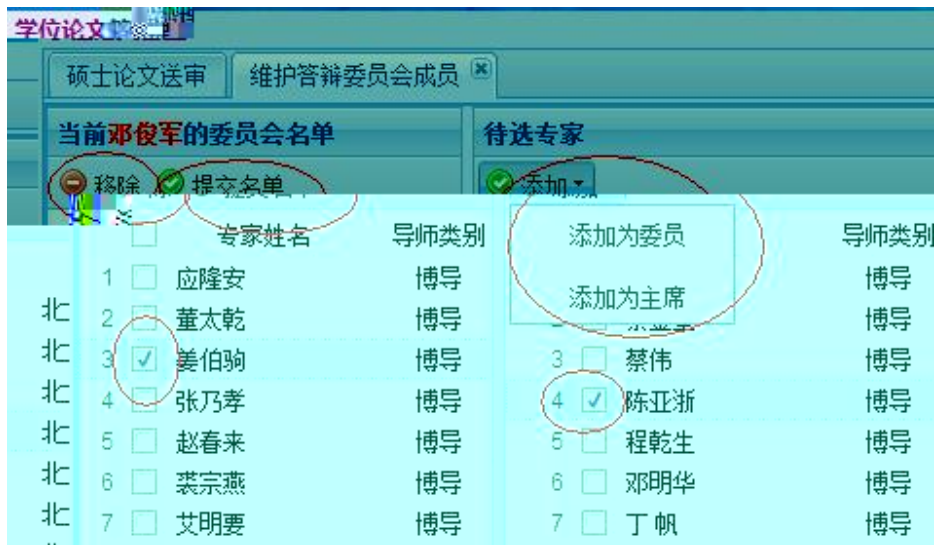 学位论文
硕士论文送审 维护答辩委员会成员
当前邓俊军的委员会名单 待选专家
移除 提交名单 添加
专家姓名 导师类别 添加为委员 导师类别
1 应隆安 博导 博导
添加为主席
北 2 董太乾 博导 博导
北 3 姜伯驹 博导 3 蔡伟 博导
北 4 张乃孝 博导 4 陈亚浙 博导
北 5 赵春来 博导 5 程乾生 博导
北 6 裘宗燕 博导 6 邓明华 博导
北 7 艾明要 博导 7 丁帆 博导